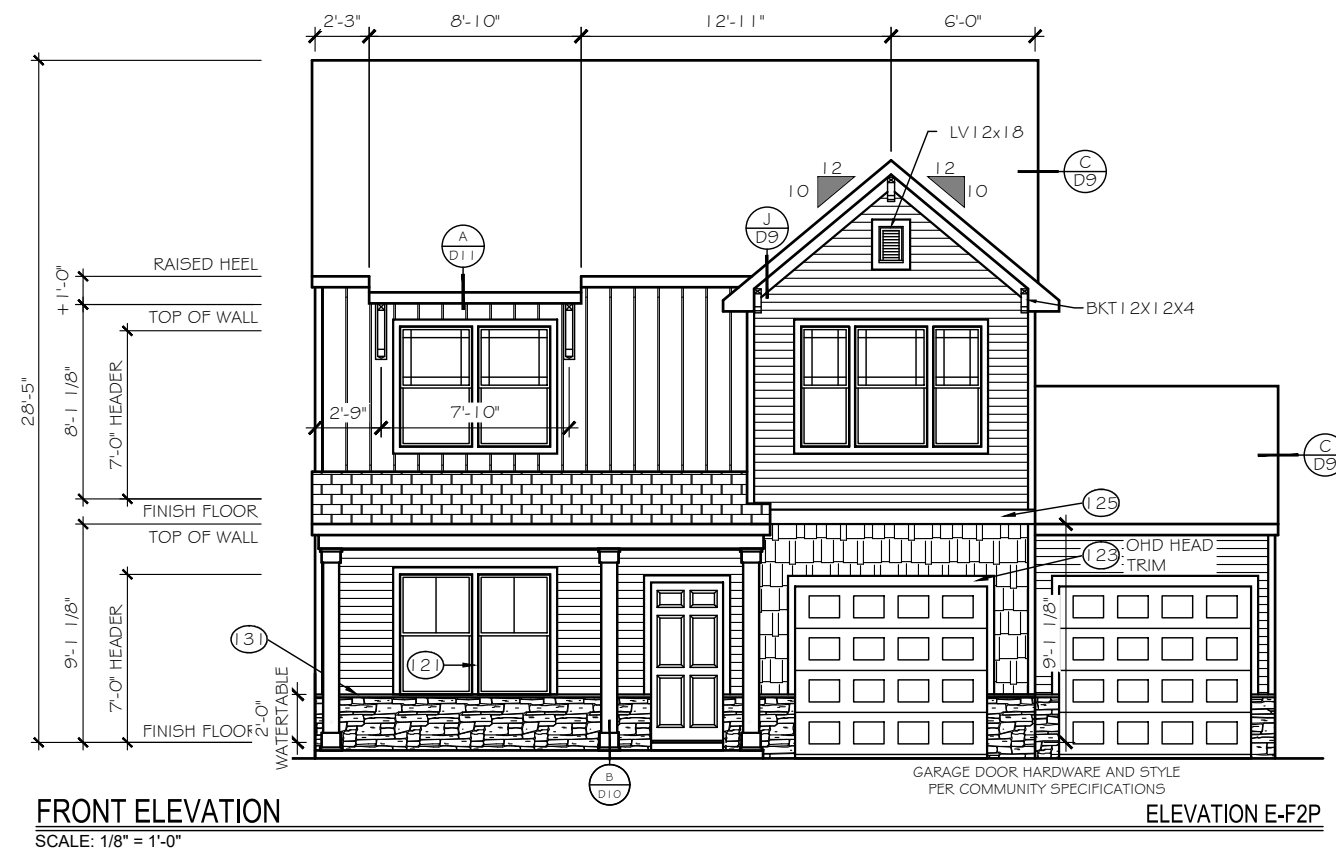 2'-3"
8'-10"
12'-11"
6'-0"
LV12x18
12
10
12
10
C
D9
J
D9
A
D11
RAISED HEEL
+1'-0"
TOP OF WALL
BKT12X12X4
28'-5"
8'-1 1/8"
7'-0" HEADER
2'-9"
7'-10"
C
D9
FINISH FLOOR
TOP OF WALL
125
123
OHD HEAD
TRIM
9'-1 1/8"
7'-0" HEADER
9'-1 1/8"
131
121
2'-0"
WATERTABLE
FINISH FLOOR
B
D10
GARAGE DOOR HARDWARE AND STYLE
PER COMMUNITY SPECIFICATIONS
FRONT ELEVATION
ELEVATION E-F2P
SCALE: 1/8" = 1'-0"